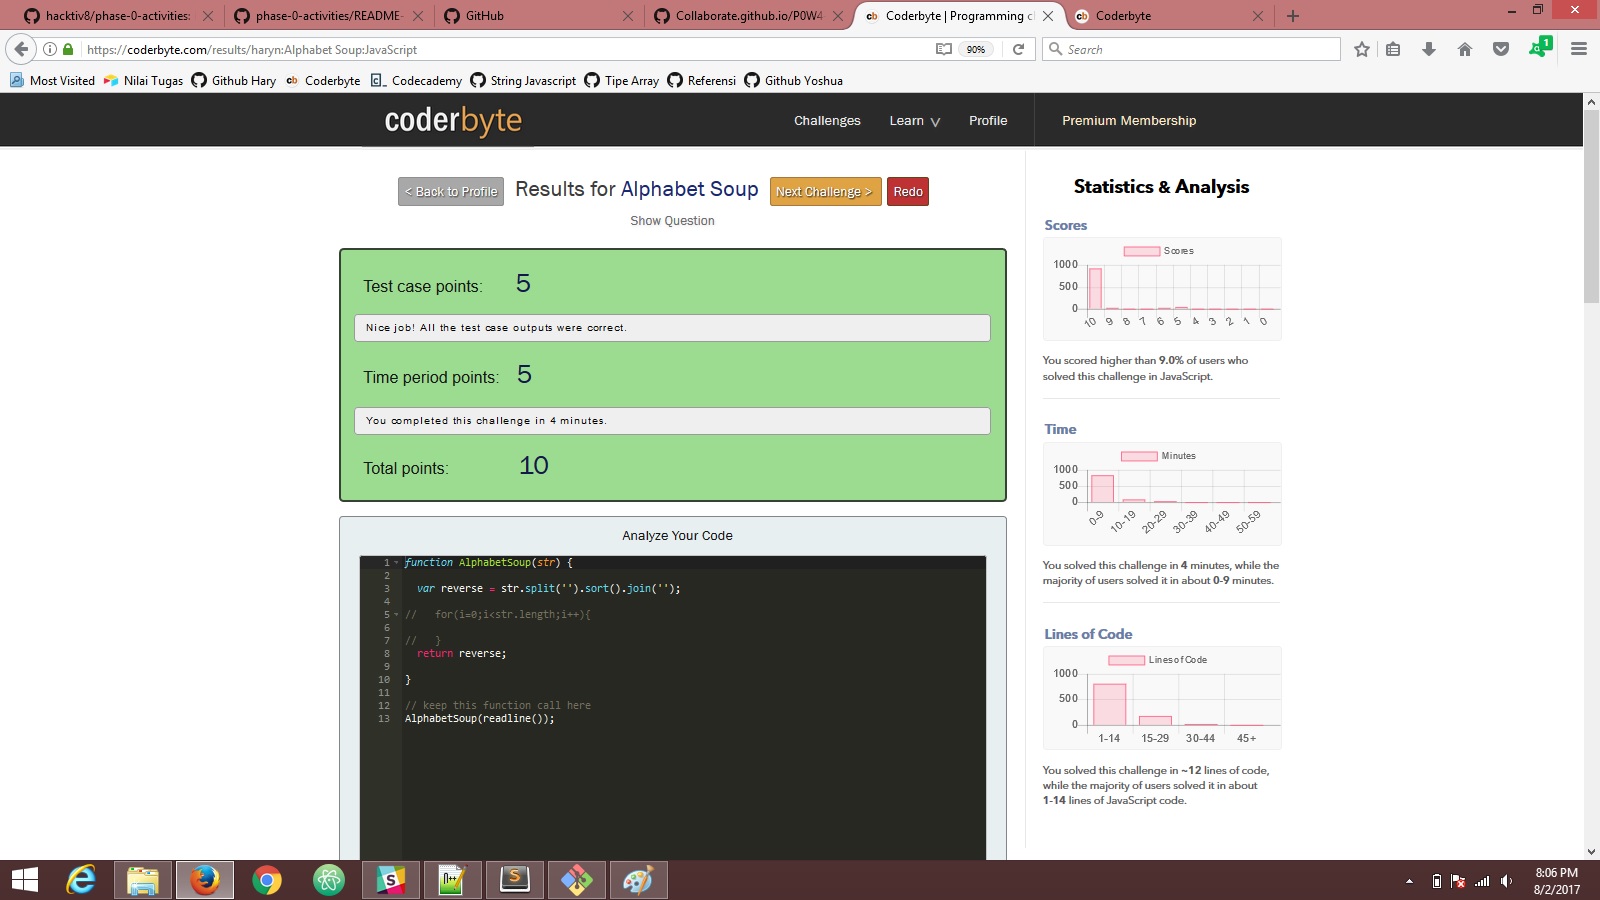 hacktiv8/phase-0-activities:
phase-0-activities/README-
GitHub
Collaborate.github.io/P0W4
Coderbyte | Programming c
Coderbyte
https://coderbyte.com/results/haryn:Alphabet Soup:JavaScript
90%
Search
1
Most Visited
Nilai Tugas
Github Hary
Coderbyte
Codecademy
String Javascript
Tipe Array
Referensi
Github Yoshua
coderbyte
Challenges
Learn
Profile
Premium Membership
< Back to Profile
Results for Alphabet Soup
Next Challenge >
Redo
Show Question
Test case points: 5
Nice job! All the test case outputs were correct.
Time period points: 5
You completed this challenge in 4 minutes.
Total points: 10
Analyze Your Code
1 function AlphabetSoup(str) {
2
3 var reverse = str.split('').sort().join('');
4
5 // for(i=0;i<str.length;i++){
6
7 // }
8 return reverse;
9
10 }
11
12 // keep this function call here
13 AlphabetSoup(readline());
Statistics & Analysis
Scores
Scores
1000
500
0
10 9 8 7 6 5 4 3 2 1 0
You scored higher than 9.0% of users who
solved this challenge in JavaScript.
Time
Minutes
1000
500
0
0-9 10-19 20-29 30-39 40-49 50-59
You solved this challenge in 4 minutes, while the
majority of users solved it in about 0-9 minutes.
Lines of Code
Lines of Code
1000
500
0
1-14 15-29 30-44 45+
You solved this challenge in ~12 lines of code,
while the majority of users solved it in about
1-14 lines of JavaScript code.
8:06 PM
8/2/2017